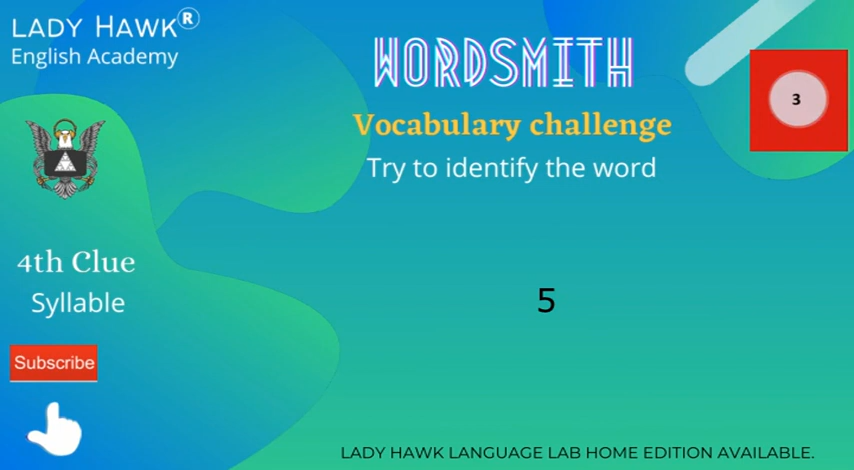 LADY HAWK®
English Academy
WORDSMITH
Vocabulary challenge
Try to identify the word
3
4th Clue
Syllable
5
Subscribe
LADY HAWK LANGUAGE LAB HOME EDITION AVAILABLE.